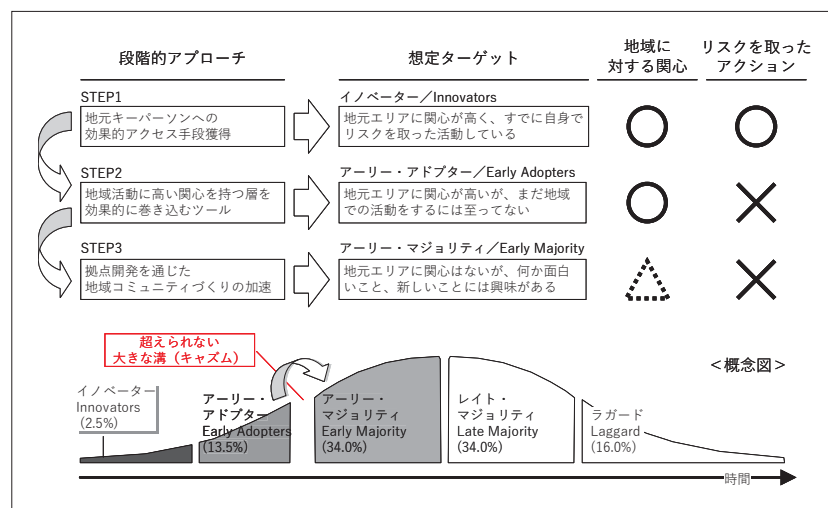 段階的アプローチ
想定ターゲット
地域に
対する関心
リスクを取った
アクション
STEP1
地元キーパーソンへの
効果的アクセス手段獲得
イノベーター／Innovators
地元エリアに関心が高く、すでに自身で
リスクを取った活動している
STEP2
地域活動に高い関心を持つ層を
効果的に巻き込むツール
アーリー・アドプター／Early Adopters
地元エリアに関心が高いが、まだ地域
での活動をするには至ってない
STEP3
拠点開発を通じた
地域コミュニティづくりの加速
アーリー・マジョリティ／Early Majority
地元エリアに関心はないが、何か面白
いこと、新しいことには興味がある
超えられない
大きな溝（キャズム）
＜概念図＞
イノベーター
Innovators
(2.5%)
アーリー・
アドプター
Early Adopters
(13.5%)
アーリー・
マジョリティ
Early Majority
(34.0%)
レイト・
マジョリティ
Late Majority
(34.0%)
ラガード
Laggard
(16.0%)
時間